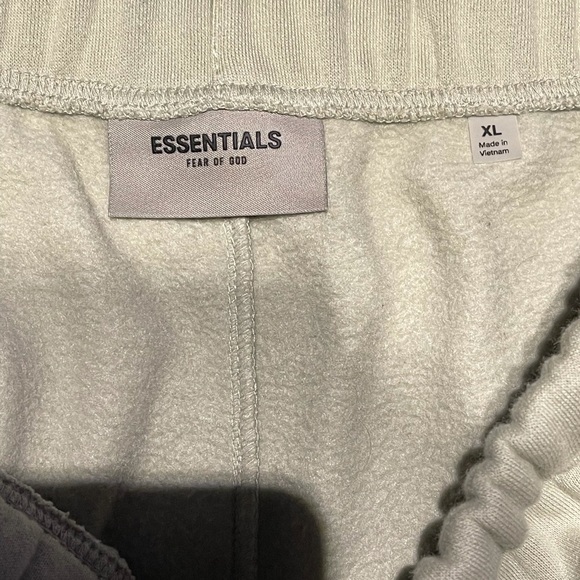 ESSENTIALS
FEAR OF GOD
XL
Made in
Vietnam